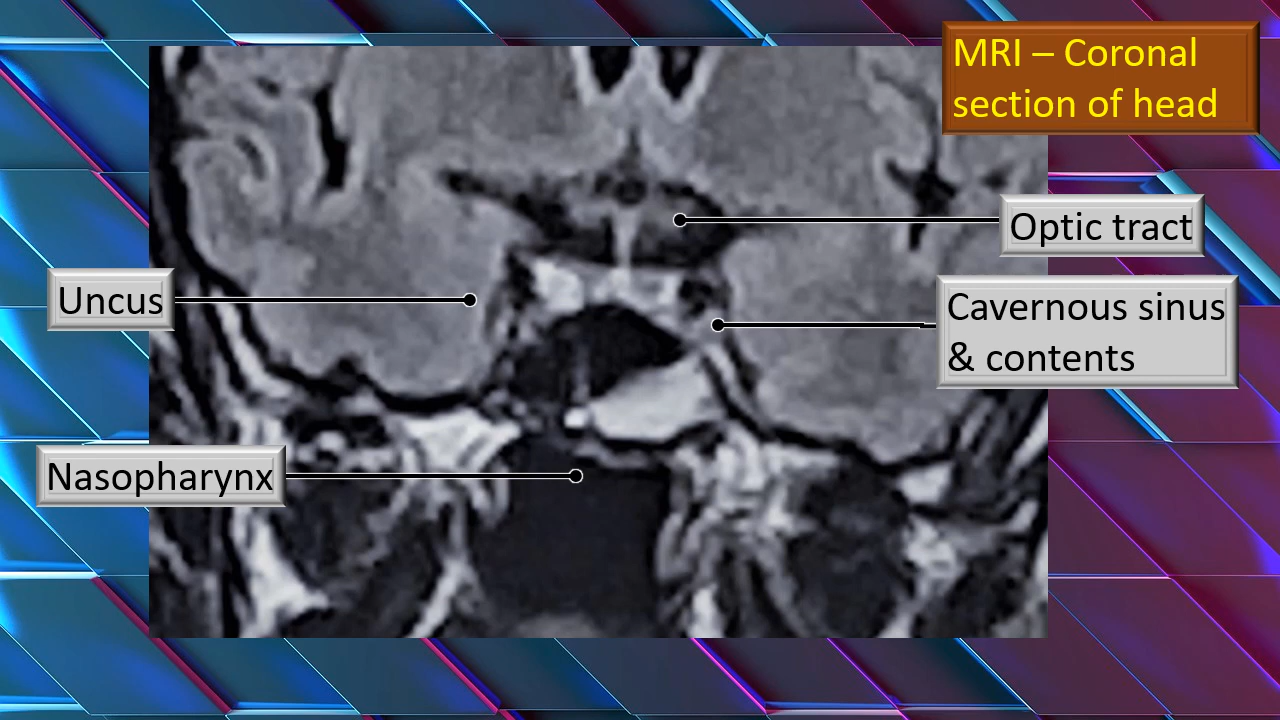 MRI – Coronal
section of head
Optic tract
Uncus
Cavernous sinus
& contents
Nasopharynx